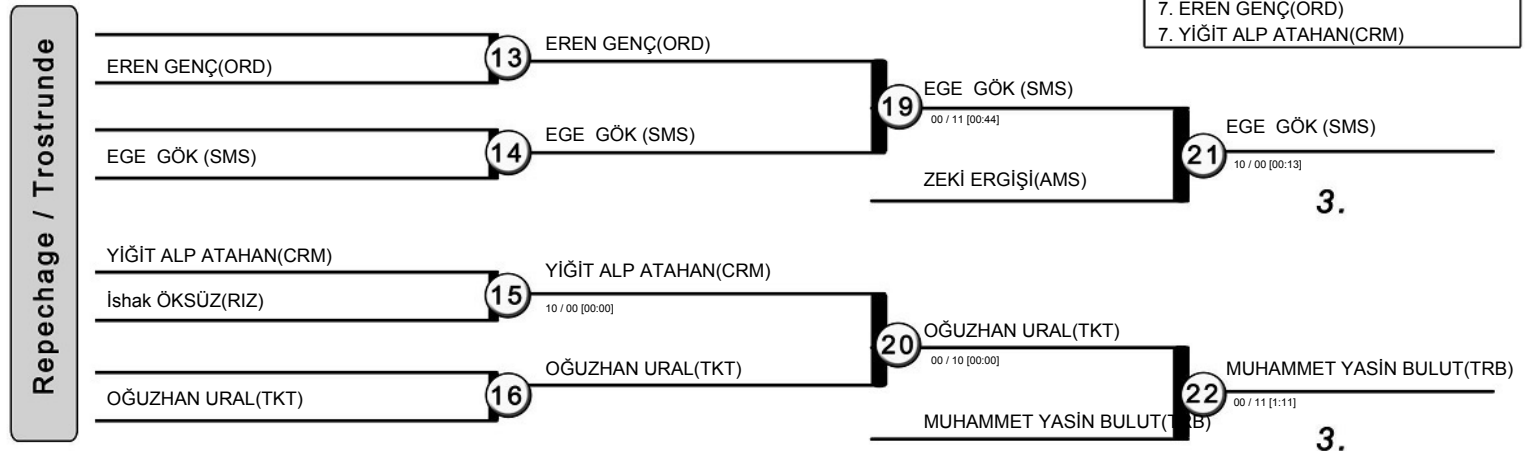 7. EREN GENÇ(ORD)
7. YİĞİT ALP ATAHAN(CRM)
Repechage / Trostrunde
EREN GENÇ(ORD)
13
EREN GENÇ(ORD)
EGE GÖK (SMS)
14
EGE GÖK (SMS)
19
EGE GÖK (SMS)
00 / 11 [00:44]
ZEKİ ERGİŞİ(AMS)
21
EGE GÖK (SMS)
10 / 00 [00:13]
3.
YİĞİT ALP ATAHAN(CRM)
İshak ÖKSÜZ(RIZ)
15
YİĞİT ALP ATAHAN(CRM)
10 / 00 [00:00]
OĞUZHAN URAL(TKT)
16
OĞUZHAN URAL(TKT)
20
OĞUZHAN URAL(TKT)
00 / 10 [00:00]
MUHAMMET YASİN BULUT(TRB)
22
MUHAMMET YASİN BULUT(TRB)
00 / 11 [1:11]
3.